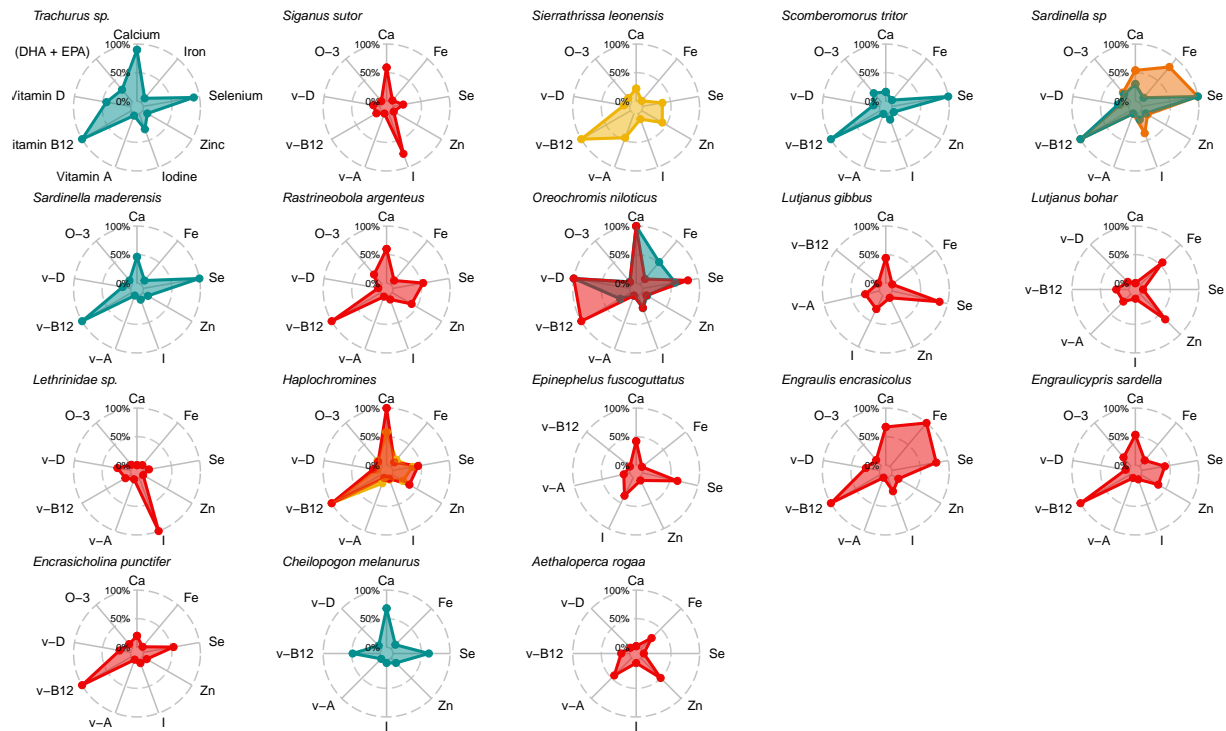 Trachurus sp.
Calcium
(DHA + EPA)
Iron
100%
50%
0%
Vitamin D
Selenium
vitamin B12
Zinc
Vitamin A
Iodine
Siganus sutor
Ca
O−3
Fe
100%
50%
0%
v−D
Se
v−B12
Zn
v−A
I
Sierrathrissa leonensis
Ca
O−3
Fe
100%
50%
0%
v−D
Se
v−B12
Zn
v−A
I
Scomberomorus tritor
Ca
O−3
Fe
100%
50%
0%
v−D
Se
v−B12
Zn
v−A
I
Sardinella sp
Ca
O−3
Fe
100%
50%
0%
v−D
Se
v−B12
Zn
v−A
I
Sardinella maderensis
Ca
O−3
Fe
100%
50%
0%
v−D
Se
v−B12
Zn
v−A
I
Rastrineobola argenteus
Ca
O−3
Fe
100%
50%
0%
v−D
Se
v−B12
Zn
v−A
I
Oreochromis niloticus
Ca
O−3
Fe
100%
50%
0%
v−D
Se
v−B12
Zn
v−A
I
Lutjanus gibbus
Ca
v−B12
Fe
100%
50%
0%
v−A
Se
I
Zn
Lutjanus bohar
Ca
v−D
Fe
100%
50%
0%
v−B12
Se
v−A
Zn
I
Lethrinidae sp.
Ca
O−3
Fe
100%
50%
0%
v−D
Se
v−B12
Zn
v−A
I
Haplochromines
Ca
O−3
Fe
100%
50%
0%
v−D
Se
v−B12
Zn
v−A
I
Epinephelus fuscoguttatus
Ca
v−B12
Fe
100%
50%
0%
v−A
Se
I
Zn
Engraulis encrasicolus
Ca
O−3
Fe
100%
50%
0%
v−D
Se
v−B12
Zn
v−A
I
Engraulicypris sardella
Ca
O−3
Fe
100%
50%
0%
v−D
Se
v−B12
Zn
v−A
I
Encrasicholina punctifer
Ca
O−3
Fe
100%
50%
0%
v−D
Se
v−B12
Zn
v−A
I
Cheilopogon melanurus
Ca
v−D
Fe
100%
50%
0%
v−B12
Se
v−A
Zn
I
Aethaloperca rogaa
Ca
v−D
Fe
100%
50%
0%
v−B12
Se
v−A
Zn
I